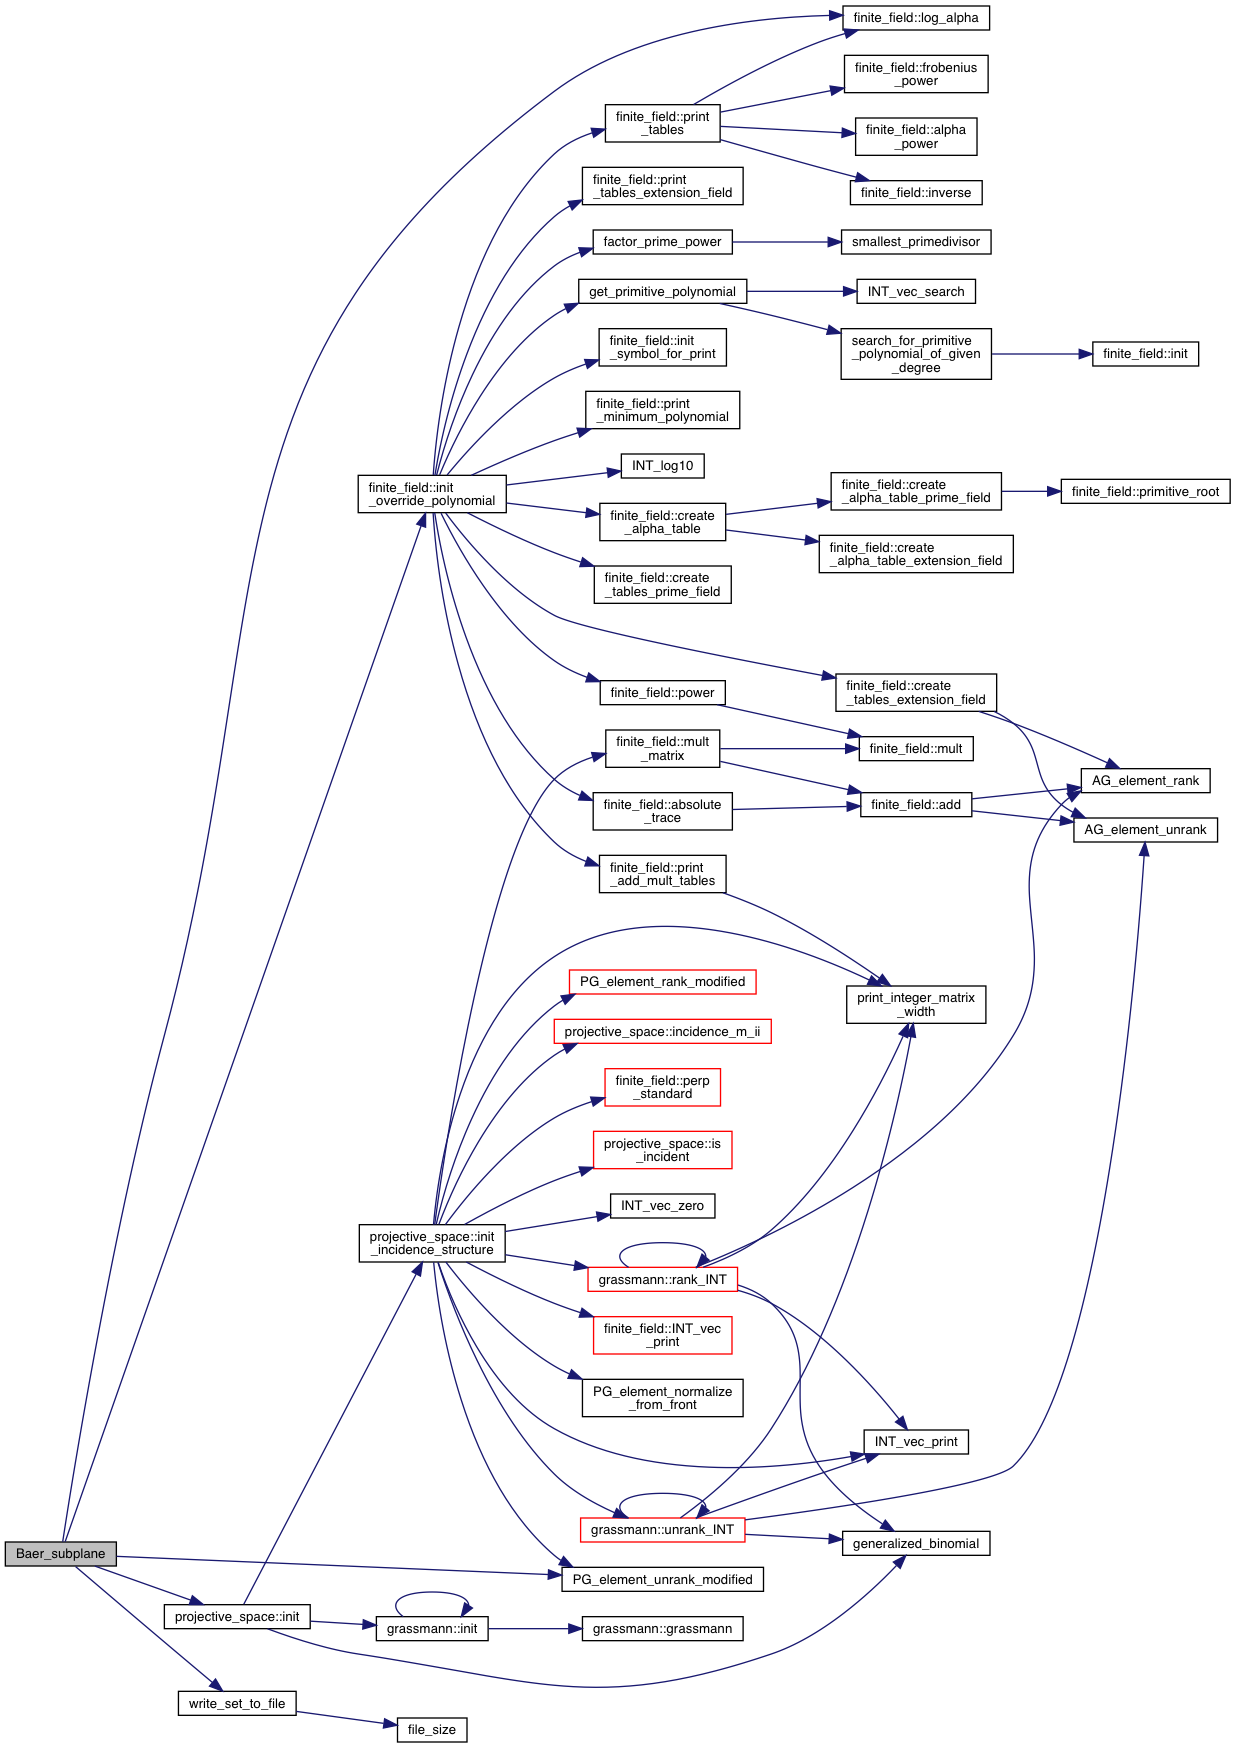 finite_field::log_alpha
finite_field::frobenius
_power
finite_field::print
_tables
finite_field::alpha
_power
finite_field::print
_tables_extension_field
finite_field::inverse
factor_prime_power
smallest_primedivisor
get_primitive_polynomial
INT_vec_search
finite_field::init
_symbol_for_print
search_for_primitive
_polynomial_of_given
_degree
finite_field::init
finite_field::print
_minimum_polynomial
INT_log10
finite_field::init
_override_polynomial
finite_field::create
_alpha_table_prime_field
finite_field::primitive_root
finite_field::create
_alpha_table
finite_field::create
_alpha_table_extension_field
finite_field::create
_tables_prime_field
finite_field::power
finite_field::create
_tables_extension_field
finite_field::mult
_matrix
finite_field::mult
AG_element_rank
finite_field::absolute
_trace
finite_field::add
AG_element_unrank
finite_field::print
_add_mult_tables
PG_element_rank_modified
print_integer_matrix
_width
projective_space::incidence_m_ii
finite_field::perp
_standard
projective_space::is
_incident
INT_vec_zero
projective_space::init
_incidence_structure
grassmann::rank_INT
finite_field::INT_vec
_print
PG_element_normalize
_from_front
INT_vec_print
grassmann::unrank_INT
generalized_binomial
Baer_subplane
PG_element_unrank_modified
projective_space::init
grassmann::init
grassmann::grassmann
write_set_to_file
file_size